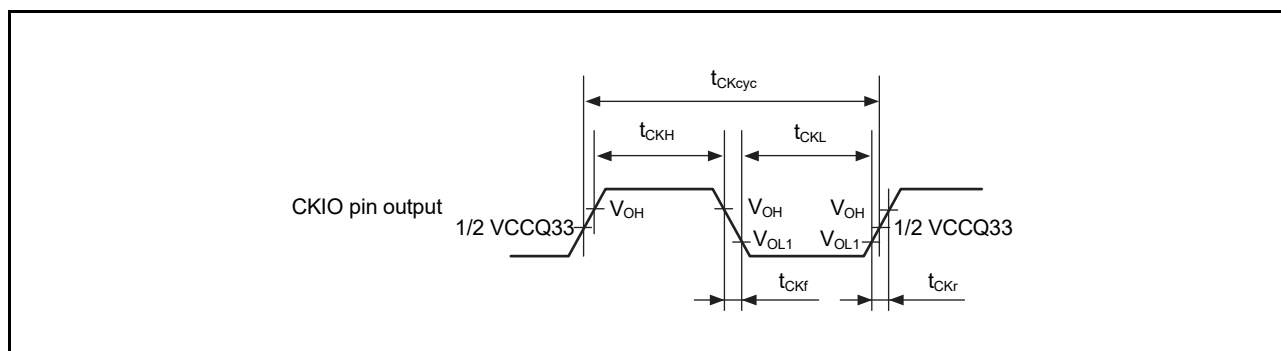 tCKcyc
tCKH
tCKL
CKIO pin output
VOH
VOH
VOH
1/2 VCCQ33
1/2 VCCQ33
VOL1
VOL1
tCKf
tCKr